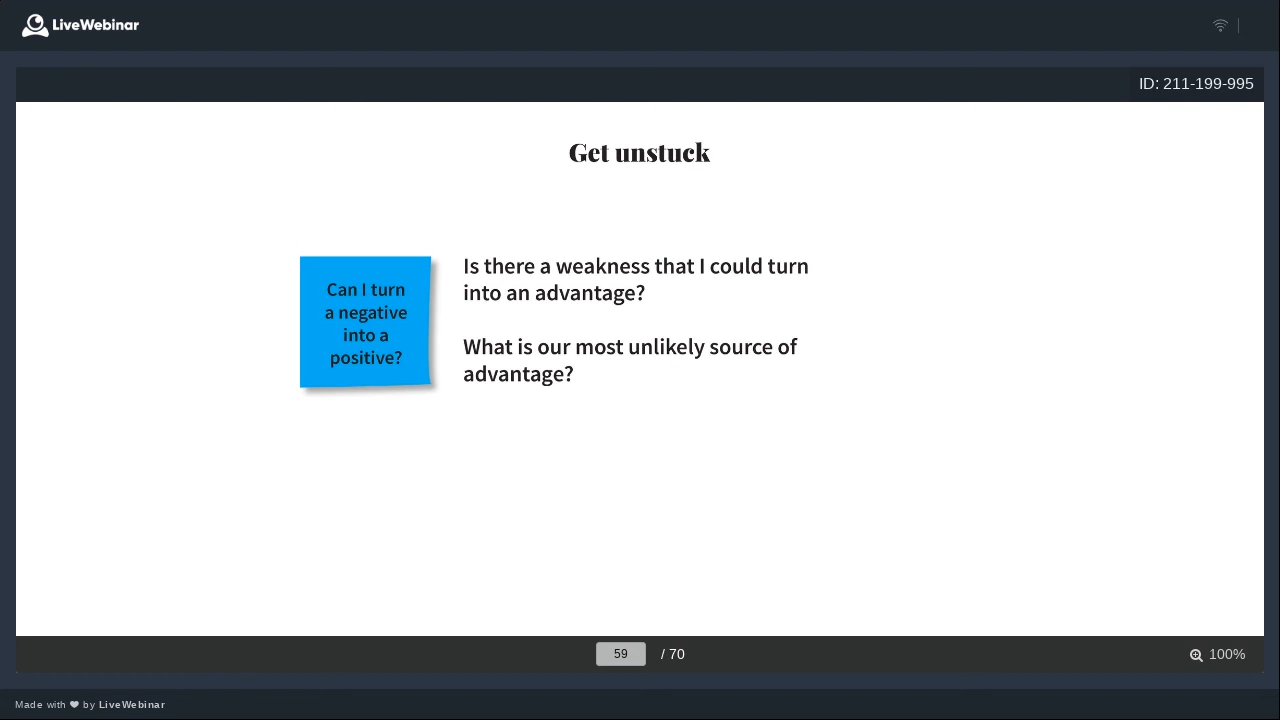 LiveWebinar
ID: 211-199-995
Get unstuck
Can I turn
a negative
into a
positive?
Is there a weakness that I could turn
into an advantage?
What is our most unlikely source of
advantage?
59 / 70
100%
Made with ♥ by LiveWebinar